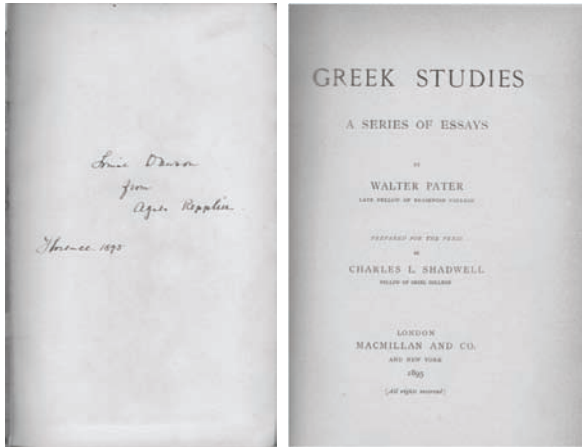 Louise Dawson
from
Agnes Repplier.
Florence 1895
GREEK STUDIES
A SERIES OF ESSAYS
BY
WALTER PATER
LATE FELLOW OF BRASENOSE COLLEGE
PREPARED FOR THE PRESS
BY
CHARLES L. SHADWELL
FELLOW OF ORIEL COLLEGE
LONDON
MACMILLAN AND CO.
AND NEW YORK
1895
(All rights reserved)